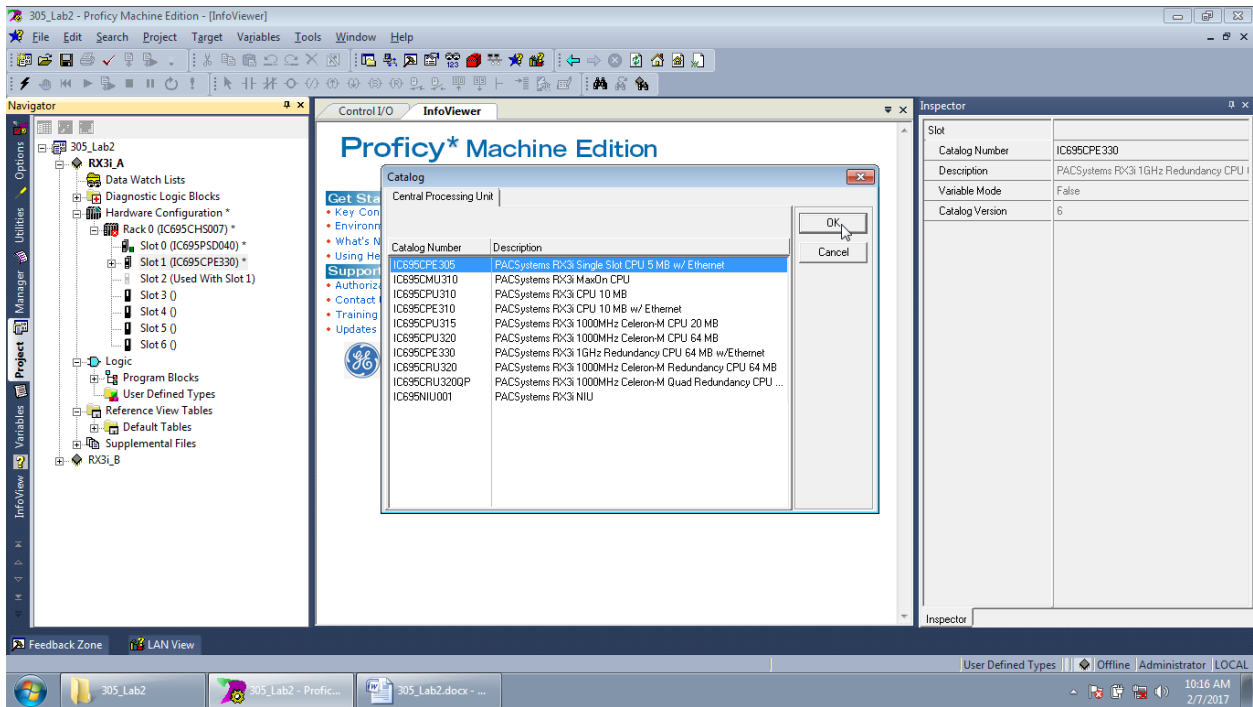 305_Lab2 - Proficy Machine Edition - [InfoViewer]
File Edit Search Project Target Variables Tools Window Help
Navigator
Control I/O InfoViewer
Inspector
Options
Utilities
Manager
Project
Variables
InfoView
305_Lab2
RX3i_A
Data Watch Lists
Diagnostic Logic Blocks
Hardware Configuration *
Rack 0 (IC695CHS007) *
Slot 0 (IC695PSD040) *
Slot 1 (IC695CPE330) *
Slot 2 (Used With Slot 1)
Slot 3 ()
Slot 4 ()
Slot 5 ()
Slot 6 ()
Logic
Program Blocks
User Defined Types
Reference View Tables
Default Tables
Supplemental Files
RX3i_B
Proficy* Machine Edition
Get Sta
Key Con
Environm
What's N
Using He
Suppor
Authoriza
Contact
Training
Updates
Catalog
Central Processing Unit
OK
Cancel
Catalog Number Description
IC695CPE305 PACSystems RX3i Single Slot CPU 5 MB w/ Ethernet
IC695CMU310 PACSystems RX3i MaxOn CPU
IC695CPU310 PACSystems RX3i CPU 10 MB
IC695CPE310 PACSystems RX3i CPU 10 MB w/ Ethernet
IC695CPU315 PACSystems RX3i 1000MHz Celeron-M CPU 20 MB
IC695CPU320 PACSystems RX3i 1000MHz Celeron-M CPU 64 MB
IC695CPE330 PACSystems RX3i 1GHz Redundancy CPU 64 MB w/Ethernet
IC695CRU320 PACSystems RX3i 1000MHz Celeron-M Redundancy CPU 64 MB
IC695CRU320QP PACSystems RX3i 1000MHz Celeron-M Quad Redundancy CPU ...
IC695NIU001 PACSystems RX3i NIU
Slot
Catalog Number IC695CPE330
Description PACSystems RX3i 1GHz Redundancy CPU
Variable Mode False
Catalog Version 6
Inspector
Feedback Zone LAN View
User Defined Types Offline Administrator LOCAL
305_Lab2 305_Lab2 - Profic... 305_Lab2.docx - ...
10:16 AM
2/7/2017